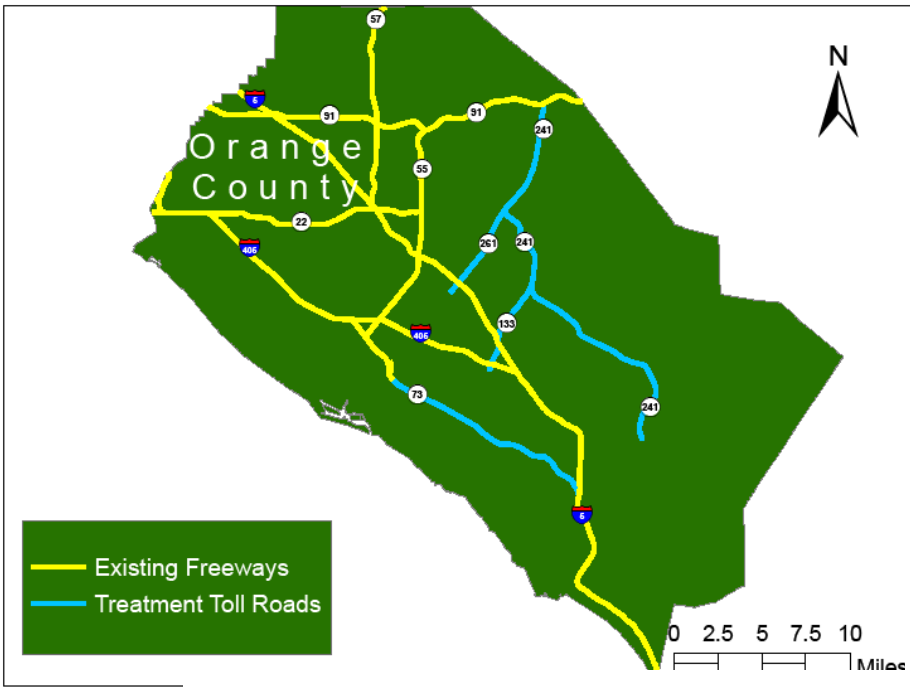 57
N
5
91
91
241
Orange
County
55
22
405
261
241
133
405
73
241
5
Existing Freeways
Treatment Toll Roads
0 2.5 5 7.5 10
Miles